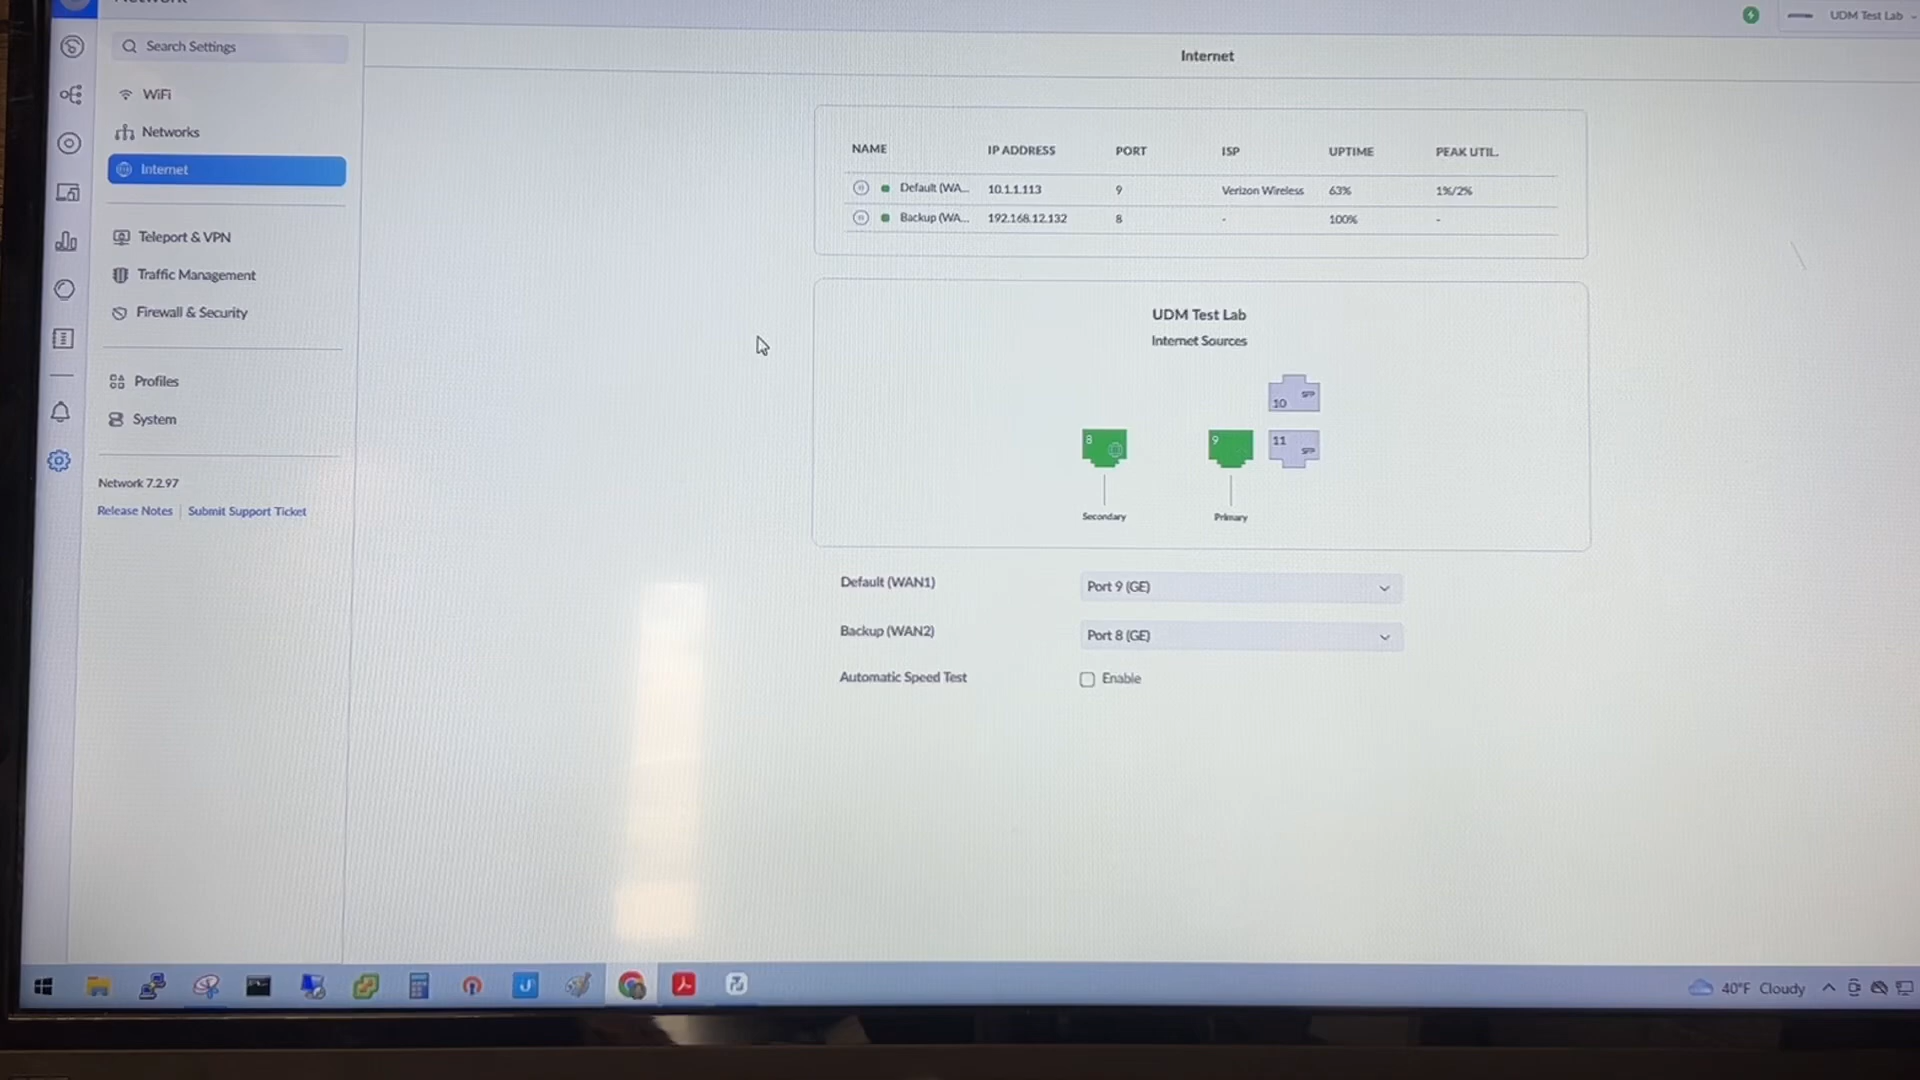 Network
UDM Test Lab
Search Settings
Internet
WiFi
Networks
Internet
Teleport & VPN
Traffic Management
Firewall & Security
Profiles
System
Network 7.2.97
Release Notes | Submit Support Ticket
NAME IP ADDRESS PORT ISP UPTIME PEAK UTIL.
Default (WA... 10.1.1.113 9 Verizon Wireless 63% 1%/2%
Backup (WA... 192.168.12.132 8 - 100% -
UDM Test Lab
Internet Sources
10 SFP
8
9
11 SFP
Secondary
Primary
Default (WAN1) Port 9 (GE)
Backup (WAN2) Port 8 (GE)
Automatic Speed Test Enable
40°F Cloudy